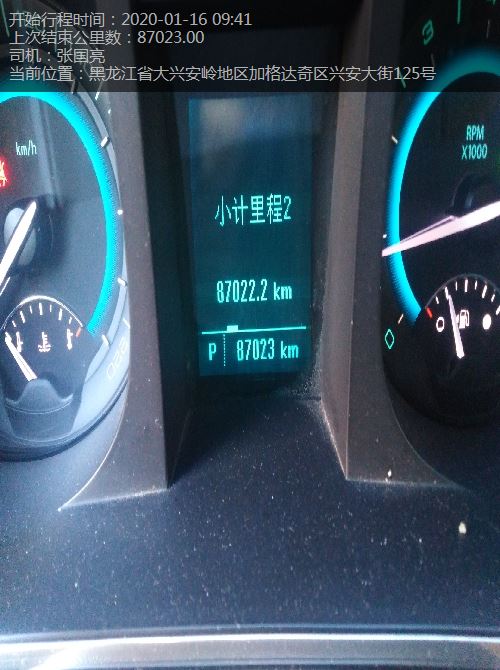 开始行程时间：2020-01-16 09:41
上次结束公里数：87023.00
司机：张国亮
当前位置：黑龙江省大兴安岭地区加格达奇区兴安大街125号
3
km/h
RPM
X1000
小计里程2
87022.2 km
P 87023 km